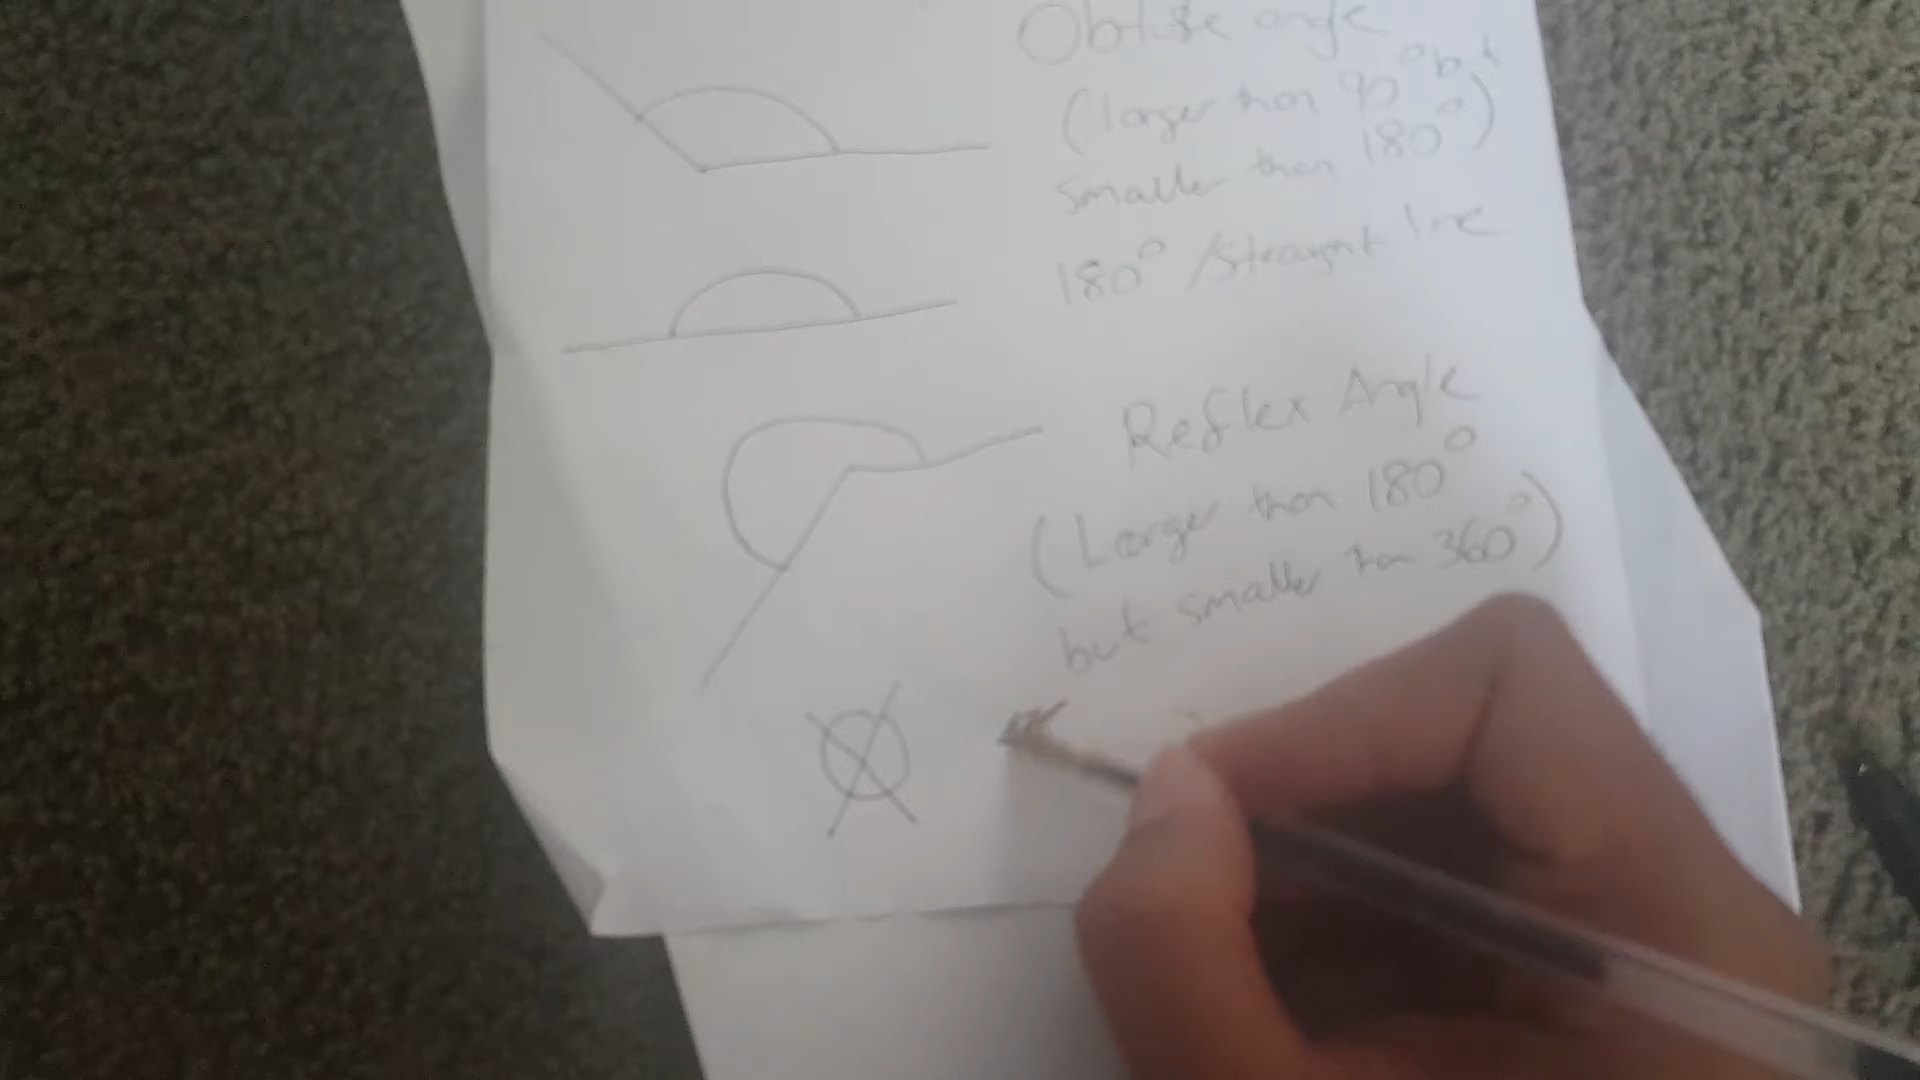 Obtuse angle
(larger than 90° but
smaller than 180°)
180° /Straight line
Reflex Angle
(Larger than 180°
but smaller than 360°)